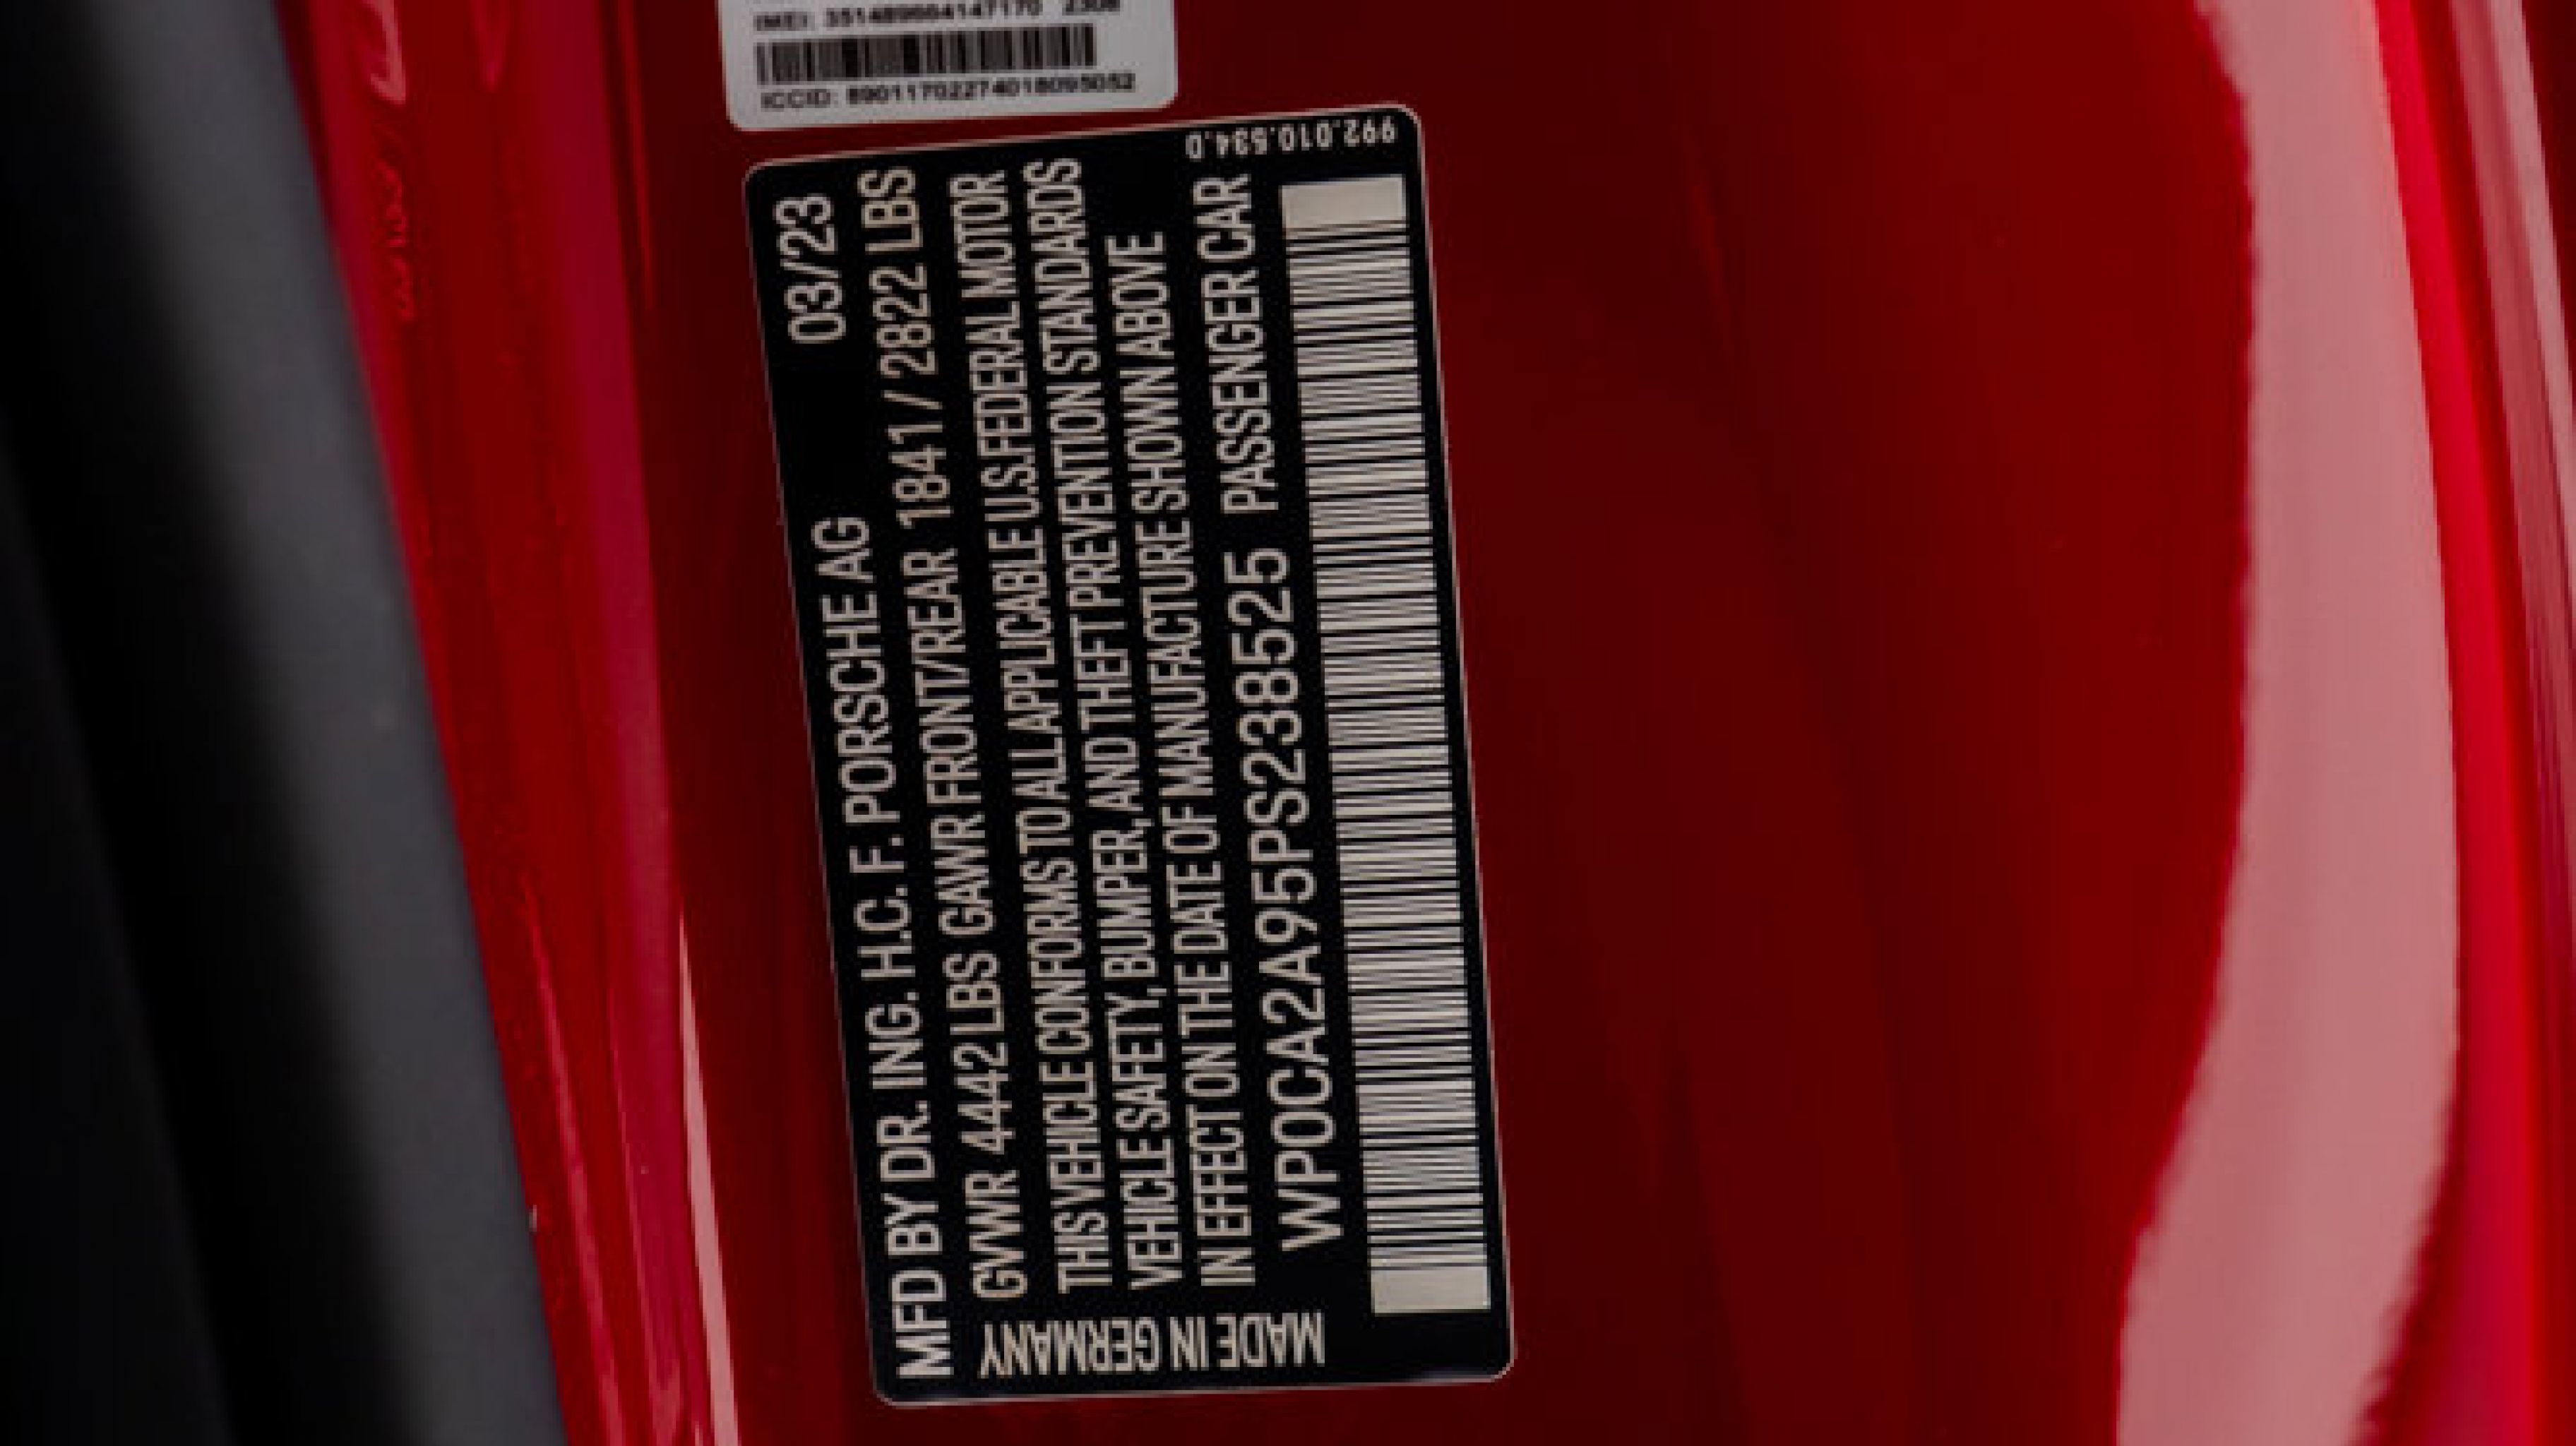 IMEI: 351489664147170 2308
ICCID: 89011702274018095052
992.010.534.D
MFD BY DR. ING. H.C. F. PORSCHE AG 03/23
GVWR 4442 LBS GAWR FRONT/REAR 1841 / 2822 LBS
THIS VEHICLE CONFORMS TO ALL APPLICABLE U.S. FEDERAL MOTOR
VEHICLE SAFETY, BUMPER, AND THEFT PREVENTION STANDARDS
IN EFFECT ON THE DATE OF MANUFACTURE SHOWN ABOVE
WP0CA2A95PS238525 PASSENGER CAR
MADE IN GERMANY